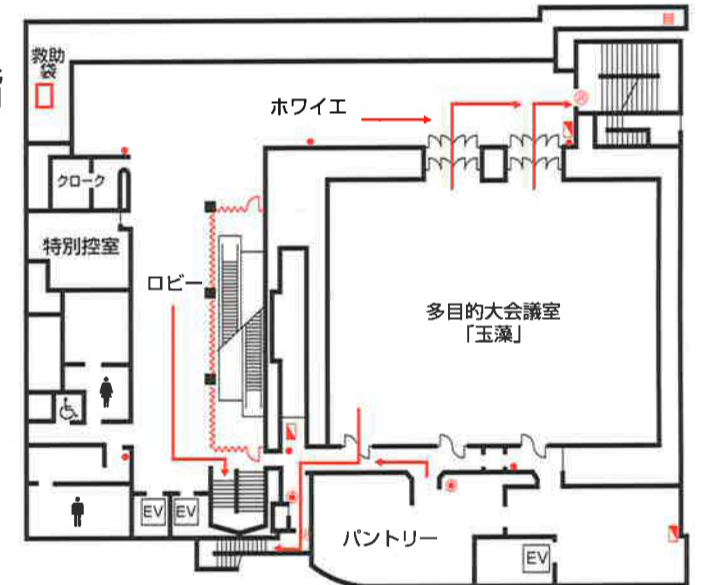 救助
袋
ホワイエ
クローク
特別控室
ロビー
多目的大会議室
「玉藻」
EV
EV
パントリー
EV